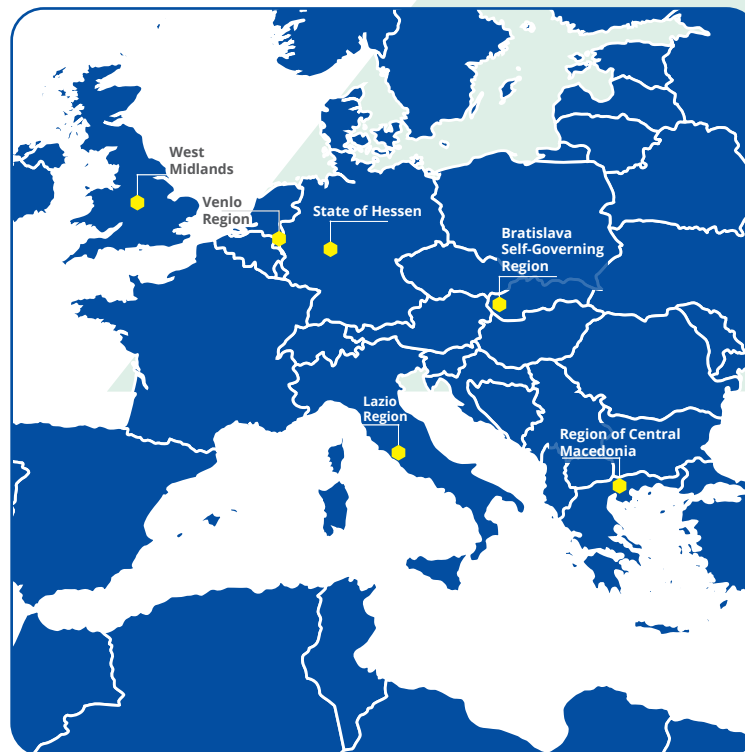 West
Midlands
Venlo
Region
State of Hessen
Bratislava
Self-Governing
Region
Lazio
Region
Region of Central
Macedonia